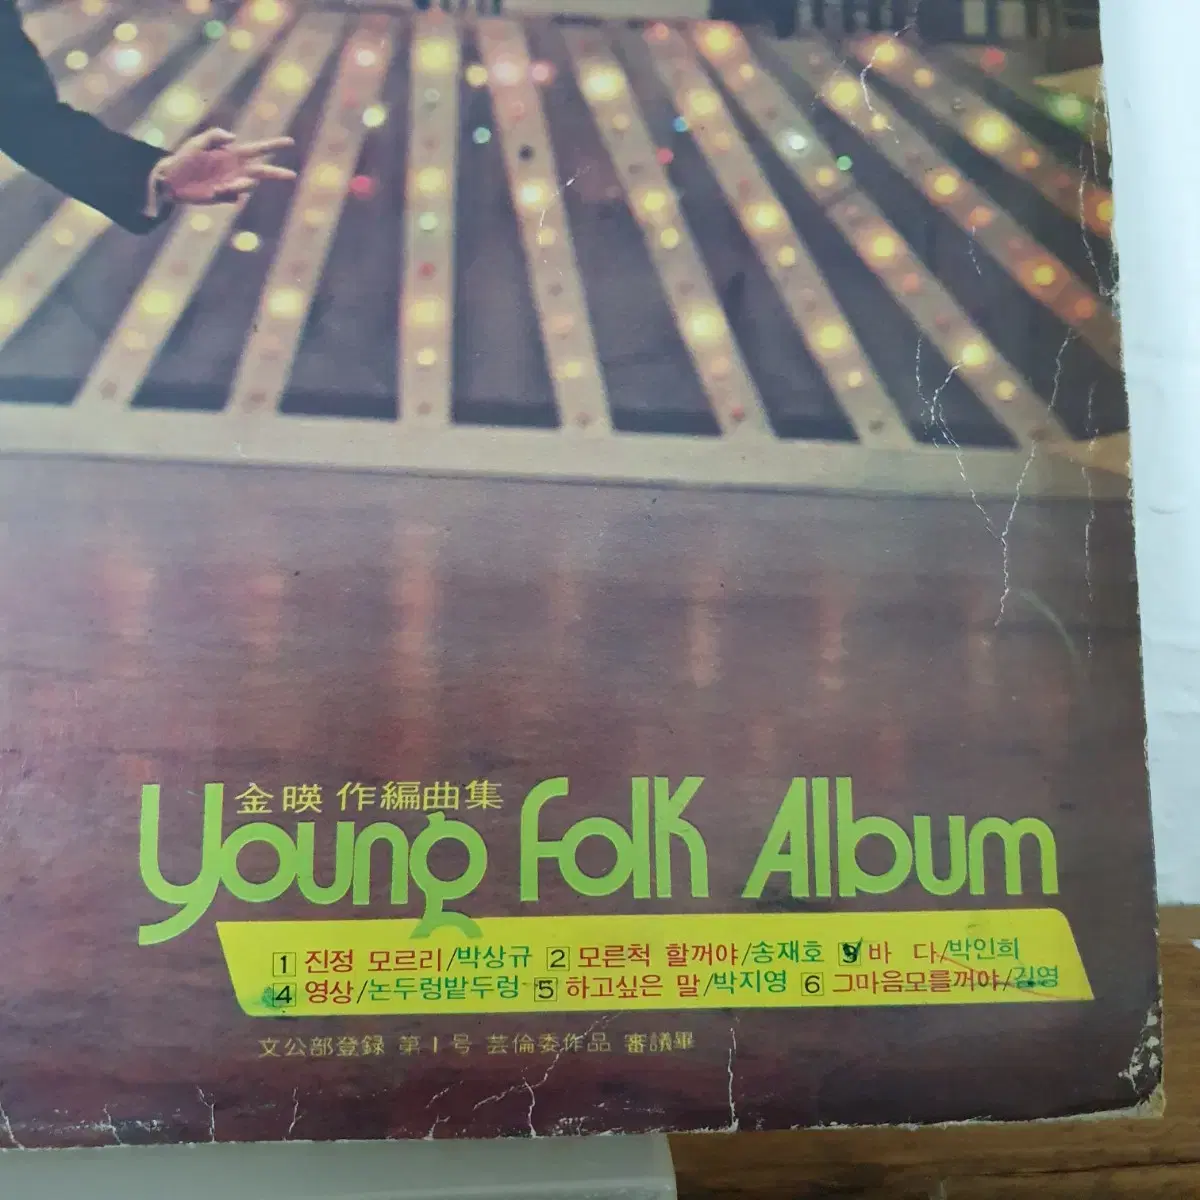 金暎 作編曲集
Young Folk Album
1 진정 모르리/박상규 2 모른척 할꺼야/송재호 3 바 다/박인희
4 영상/논두렁밭두렁 5 하고싶은 말/박지영 6 그마음모를꺼야/김영
文公部登録 第1号 芸倫委作品 審議畢